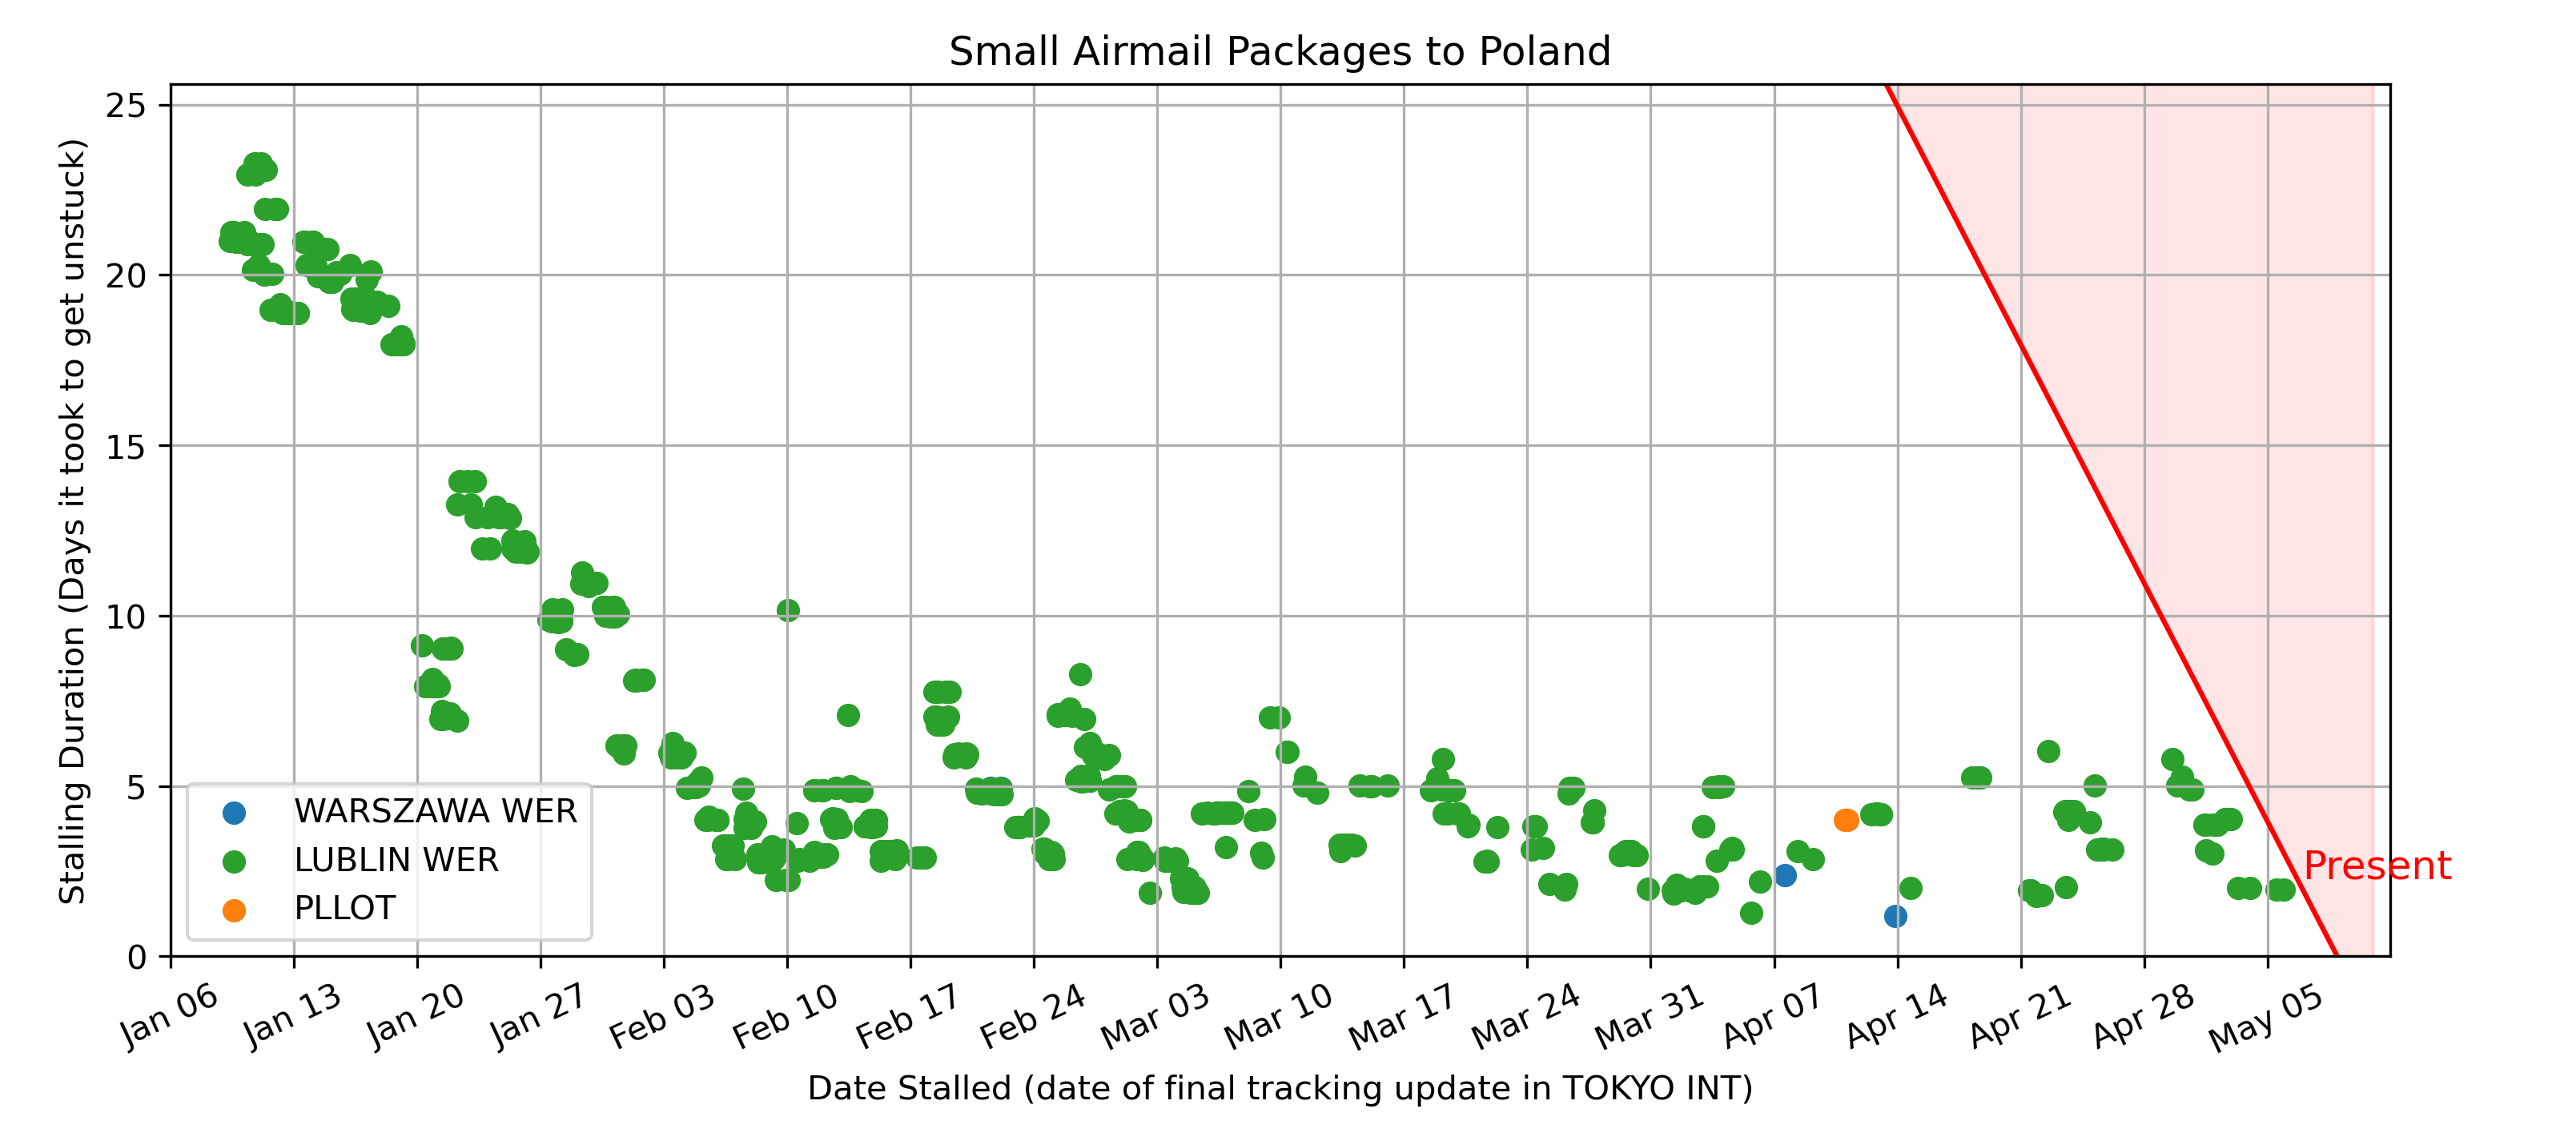 Small Airmail Packages to Poland
Stalling Duration (Days it took to get unstuck)
25
20
15
10
5
0
WARSZAWA WER
LUBLIN WER
PLLOT
Present
Jan 06
Jan 13
Jan 20
Jan 27
Feb 03
Feb 10
Feb 17
Feb 24
Mar 03
Mar 10
Mar 17
Mar 24
Mar 31
Apr 07
Apr 14
Apr 21
Apr 28
May 05
Date Stalled (date of final tracking update in TOKYO INT)